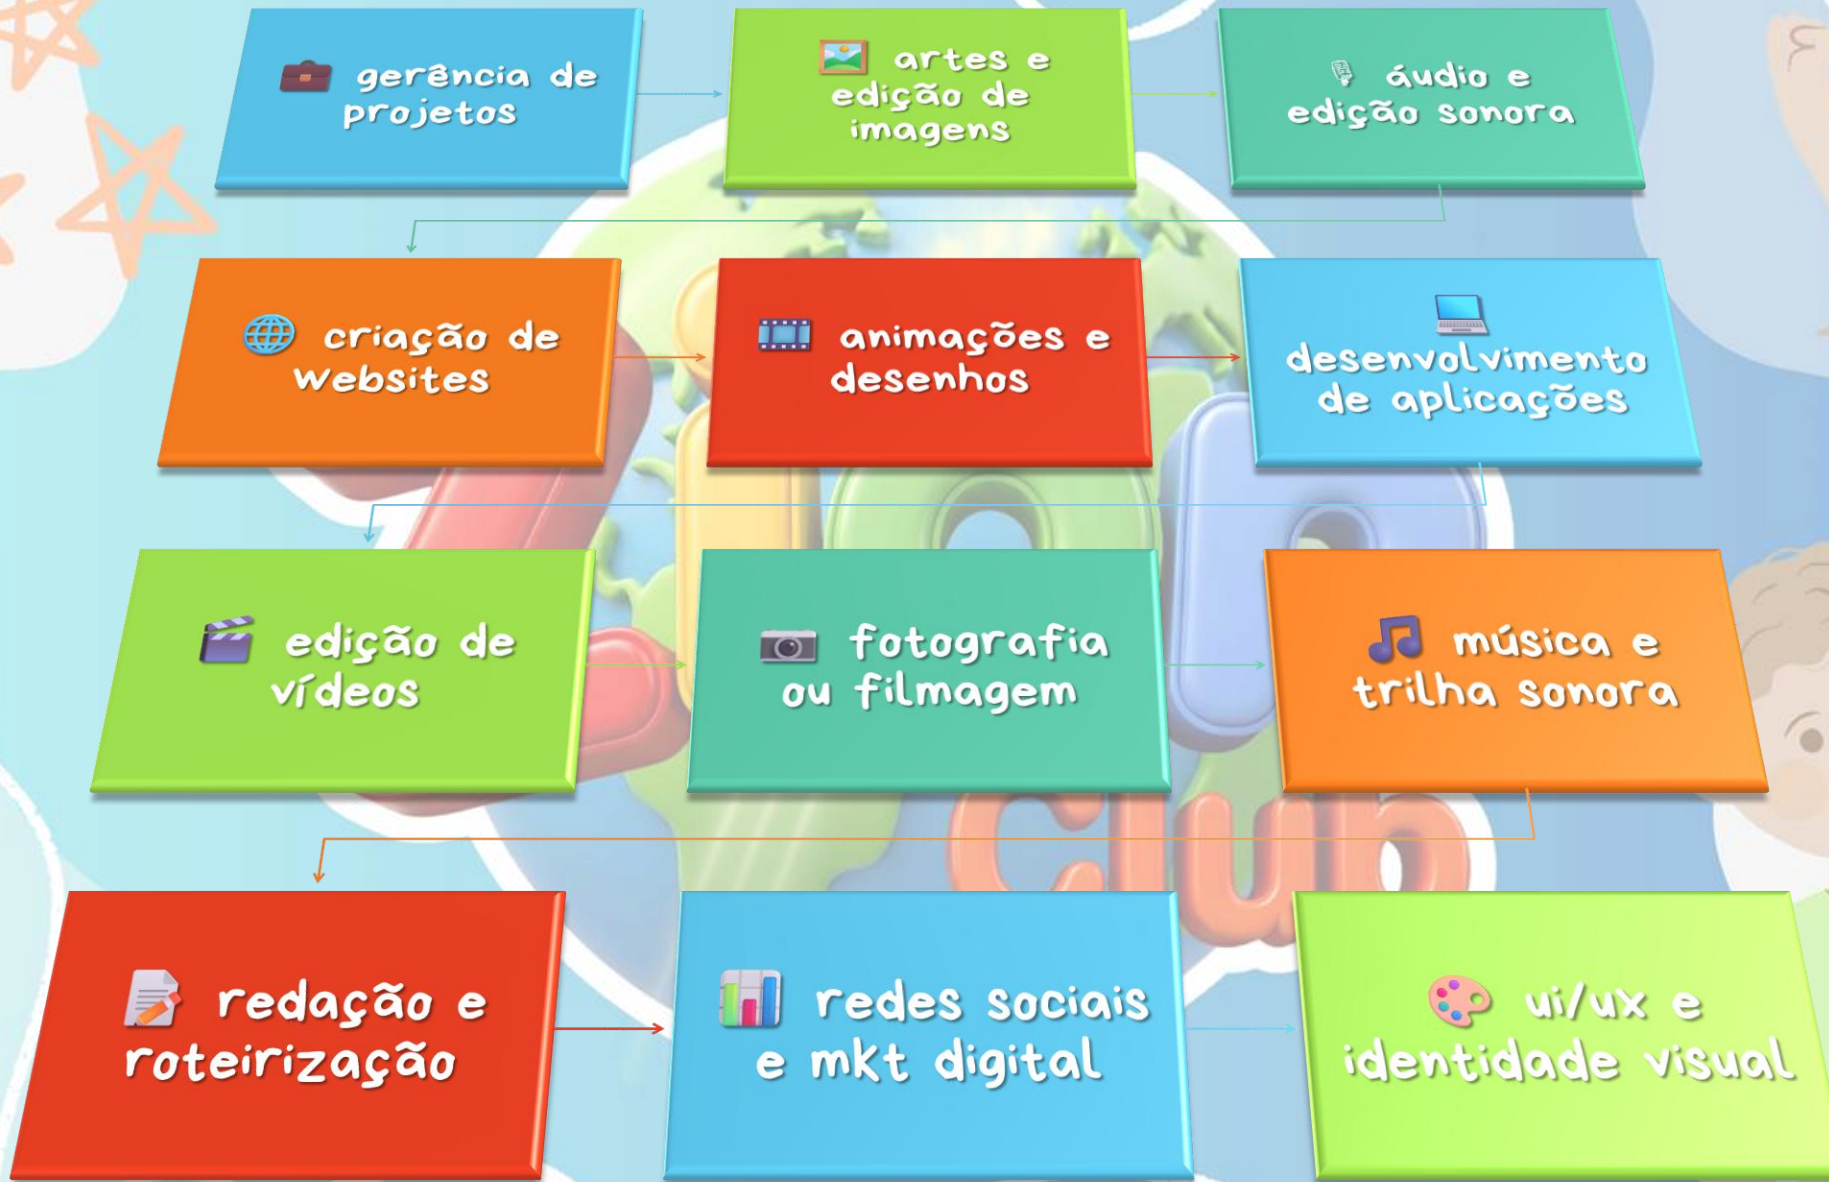 gerência de
projetos
artes e
edição de
imagens
áudio e
edição sonora
criação de
websites
animações e
desenhos
desenvolvimento
de aplicações
edição de
vídeos
fotografia
ou filmagem
música e
trilha sonora
club
redação e
roteirização
redes sociais
e mkt digital
ui/ux e
identidade visual